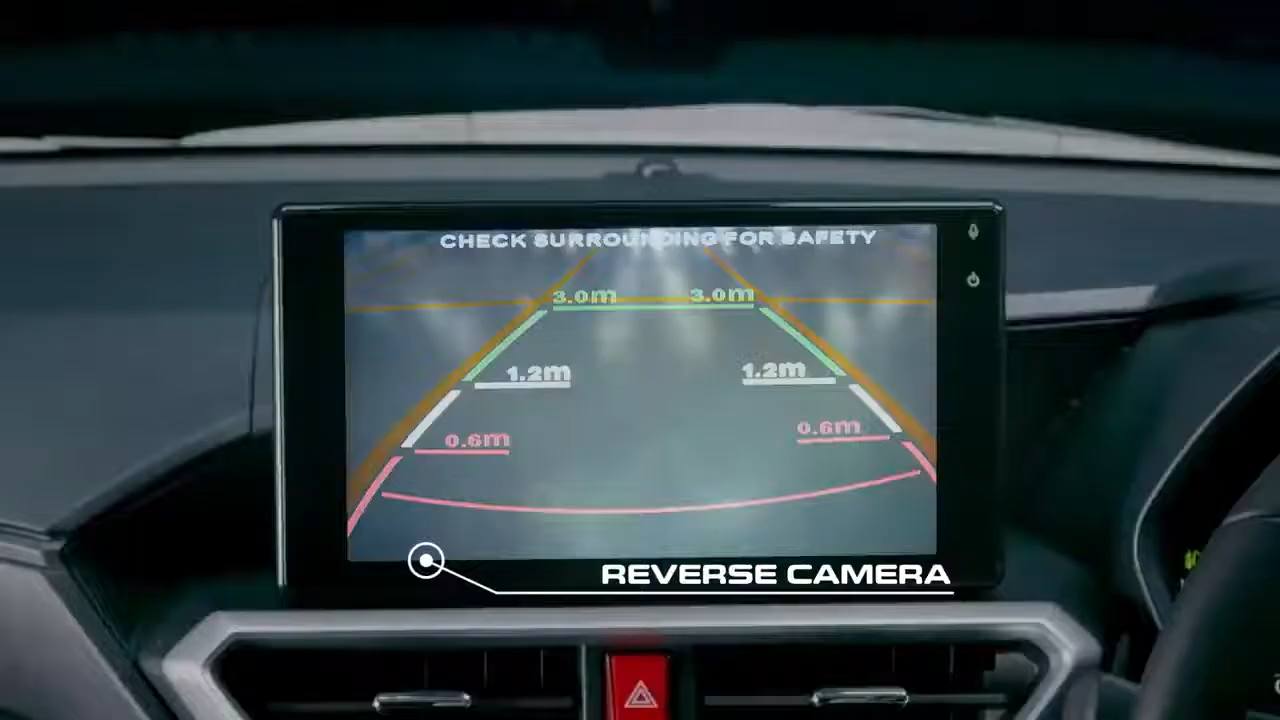 CHECK SURROUNDING FOR SAFETY
3.0m 3.0m
1.2m 1.2m
0.6m 0.6m
REVERSE CAMERA